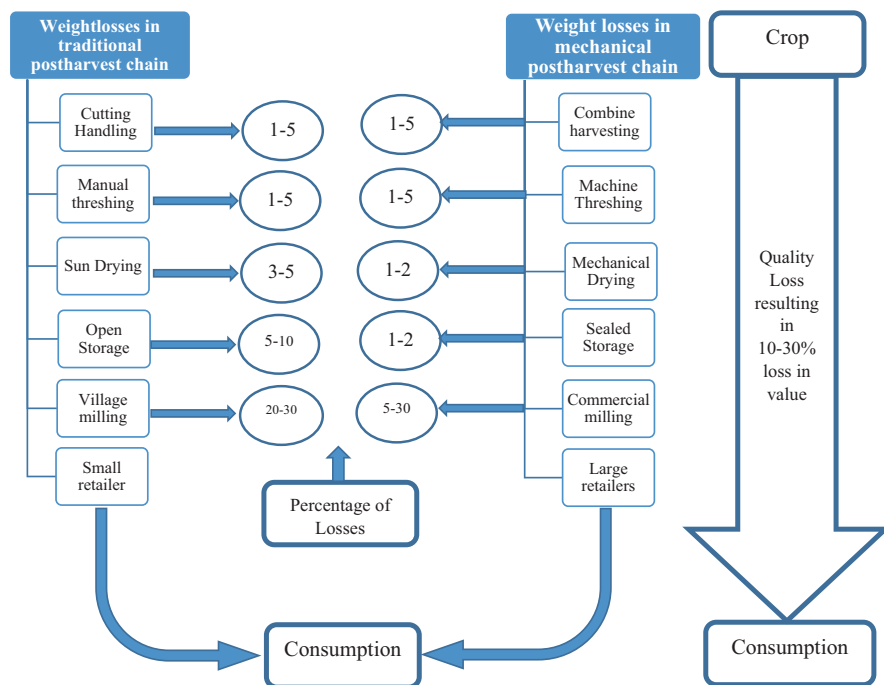 Weightlosses in
traditional
postharvest chain
Cutting
Handling
1-5
Manual
threshing
1-5
Sun Drying
3-5
Open
Storage
5-10
Village
milling
20-30
Small
retailer
Weight losses in
mechanical
postharvest chain
Combine
harvesting
1-5
Machine
Threshing
1-5
Mechanical
Drying
1-2
Sealed
Storage
1-2
Commercial
milling
5-30
Large
retailers
Percentage of
Losses
Consumption
Crop
Quality
Loss
resulting
in
10-30%
loss in
value
Consumption